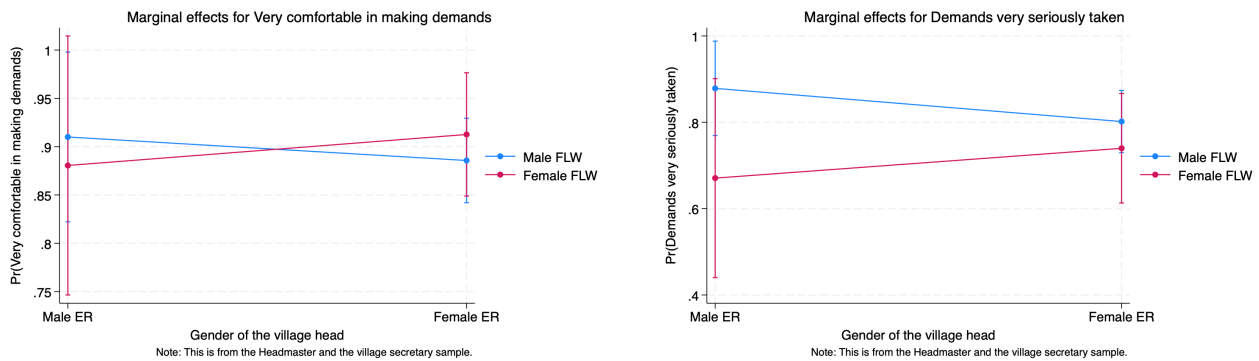 Marginal effects for Very comfortable in making demands
Pr(Very comfortable in making demands)
1
.95
.9
.85
.8
.75
Male ER
Female ER
Gender of the village head
Male FLW
Female FLW
Note: This is from the Headmaster and the village secretary sample.
Marginal effects for Demands very seriously taken
Pr(Demands very seriously taken)
1
.8
.6
.4
Male ER
Female ER
Gender of the village head
Male FLW
Female FLW
Note: This is from the Headmaster and the village secretary sample.